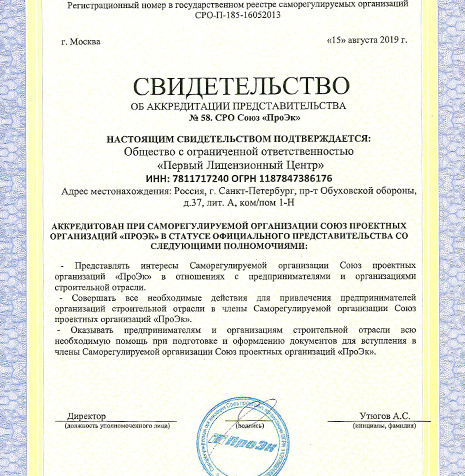 Регистрационный номер в государственном реестре саморегулируемых организаций
СРО-П-185-16052013
г. Москва «15» августа 2019 г.
СВИДЕТЕЛЬСТВО
ОБ АККРЕДИТАЦИИ ПРЕДСТАВИТЕЛЬСТВА
№ 58. СРО Союз «ПроЭк»
НАСТОЯЩИМ СВИДЕТЕЛЬСТВОМ ПОДТВЕРЖДАЕТСЯ:
Общество с ограниченной ответственностью
«Первый Лицензионный Центр»
ИНН: 7811717240 ОГРН 1187847386176
Адрес местонахождения: Россия, г. Санкт-Петербург, пр-т Обуховской обороны,
д.37, лит. А, ком/пом 1-Н
АККРЕДИТОВАН ПРИ САМОРЕГУЛИРУЕМОЙ ОРГАНИЗАЦИИ СОЮЗ ПРОЕКТНЫХ
ОРГАНИЗАЦИЙ «ПРОЭК» В СТАТУСЕ ОФИЦИАЛЬНОГО ПРЕДСТАВИТЕЛЬСТВА СО
СЛЕДУЮЩИМИ ПОЛНОМОЧИЯМИ:
- Представлять интересы Саморегулируемой организации Союз проектных
организаций «ПроЭк» в отношениях с предпринимателями и организациями
строительной отрасли.
- Совершать все необходимые действия для привлечения предпринимателей
организаций строительной отрасли в члены Саморегулируемой организации Союз
проектных организаций «ПроЭк».
- Оказывать предпринимателям и организациям строительной отрасли всю
необходимую помощь при подготовке и оформлению документов для вступления в
члены Саморегулируемой организации Союз проектных организаций «ПроЭк».
Директор Утюгов А.С.
(должность уполномоченного лица) (подпись) (инициалы, фамилия)
ПроЭк